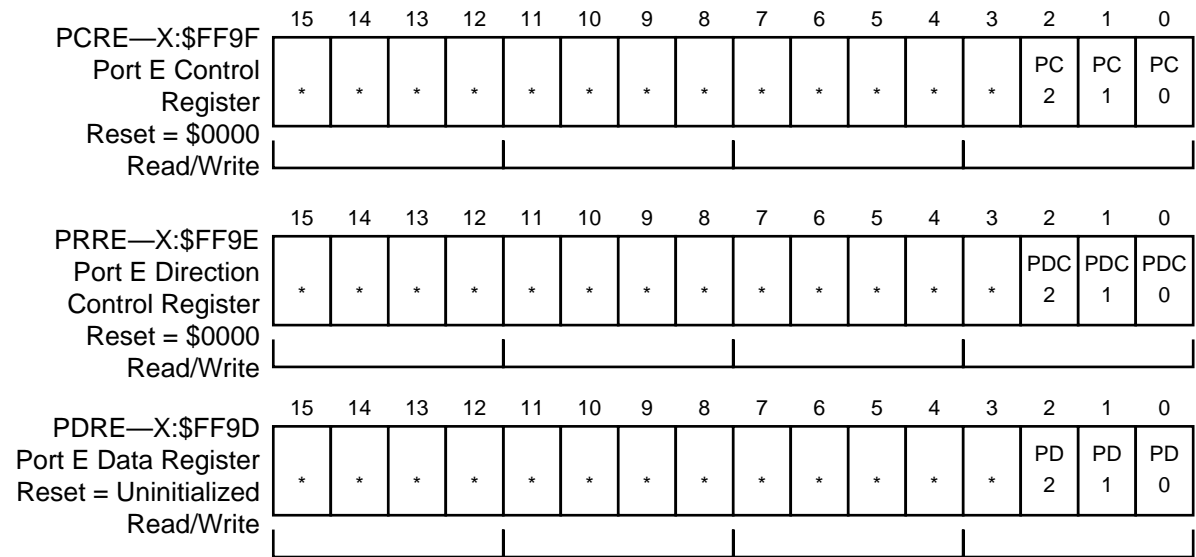 15 14 13 12 11 10 9 8 7 6 5 4 3 2 1 0
PCRE—X:$FF9F
Port E Control
Register
Reset = $0000
Read/Write
* * * * * * * * * * * * * PC 2 PC 1 PC 0
15 14 13 12 11 10 9 8 7 6 5 4 3 2 1 0
PRRE—X:$FF9E
Port E Direction
Control Register
Reset = $0000
Read/Write
* * * * * * * * * * * * * PDC 2 PDC 1 PDC 0
15 14 13 12 11 10 9 8 7 6 5 4 3 2 1 0
PDRE—X:$FF9D
Port E Data Register
Reset = Uninitialized
Read/Write
* * * * * * * * * * * * * PD 2 PD 1 PD 0